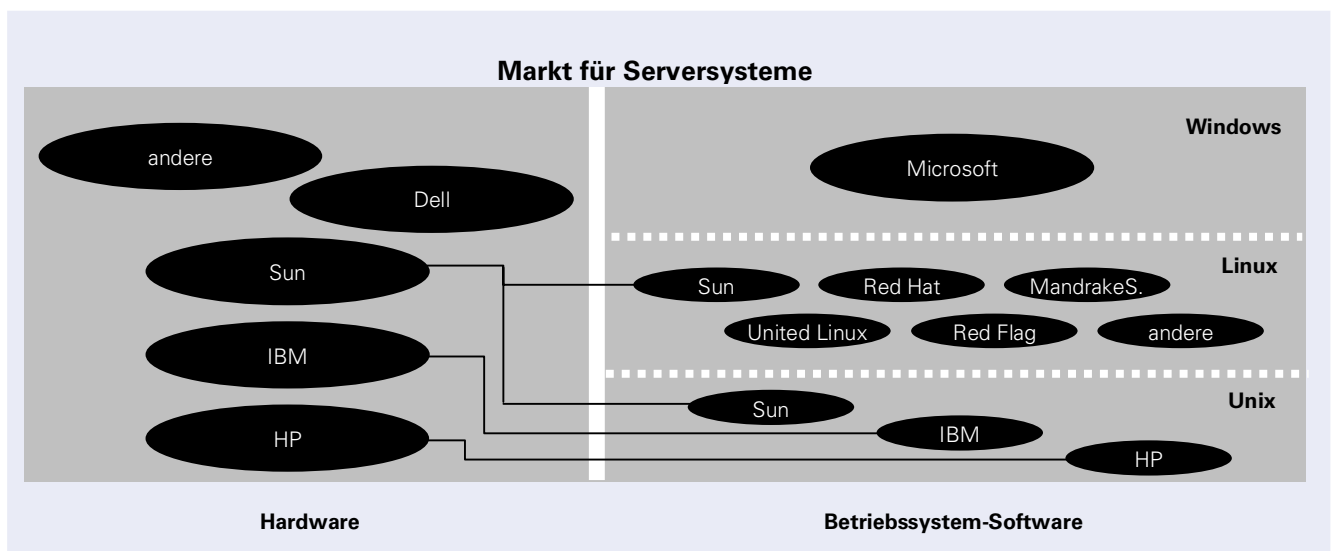 Markt für Serversysteme
andere
Dell
Sun
IBM
HP
Hardware
Windows
Microsoft
Linux
Sun
Red Hat
MandrakeS.
United Linux
Red Flag
andere
Unix
Sun
IBM
HP
Betriebssystem-Software